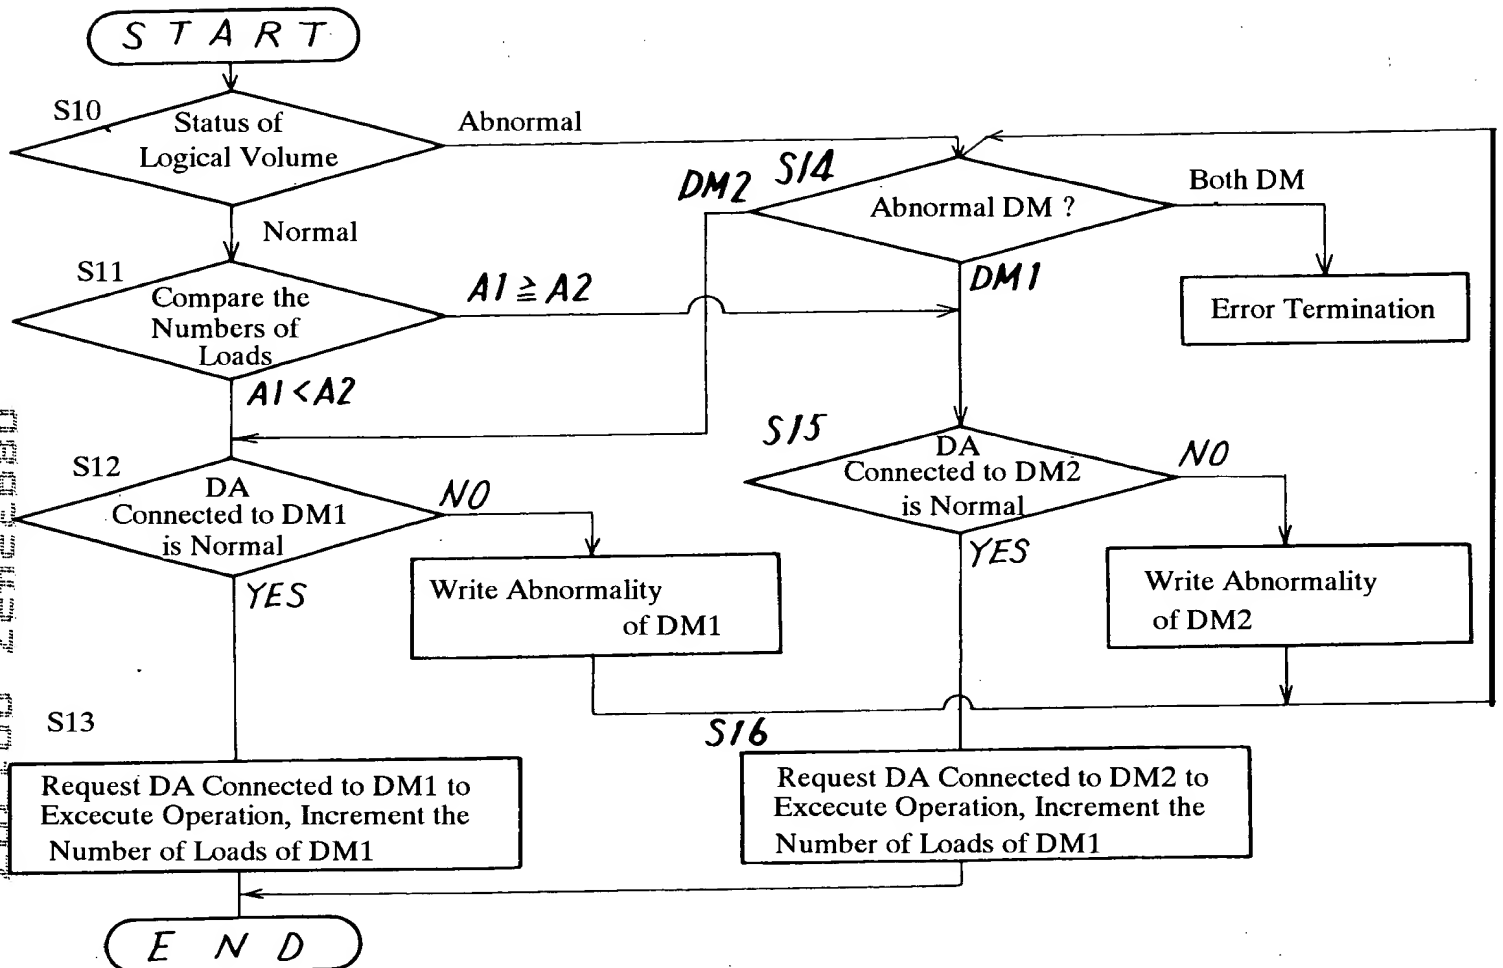 START
S10
Status of
Logical Volume
Abnormal
Normal
S14
DM2
Abnormal DM ?
Both DM
DM1
Error Termination
S11
Compare the
Numbers of
Loads
A1 ≧ A2
A1 < A2
S12
DA
Connected to DM1
is Normal
NO
YES
Write Abnormality
of DM1
S15
DA
Connected to DM2
is Normal
NO
YES
Write Abnormality
of DM2
S13
Request DA Connected to DM1 to
Excecute Operation, Increment the
Number of Loads of DM1
S16
Request DA Connected to DM2 to
Excecute Operation, Increment the
Number of Loads of DM1
END